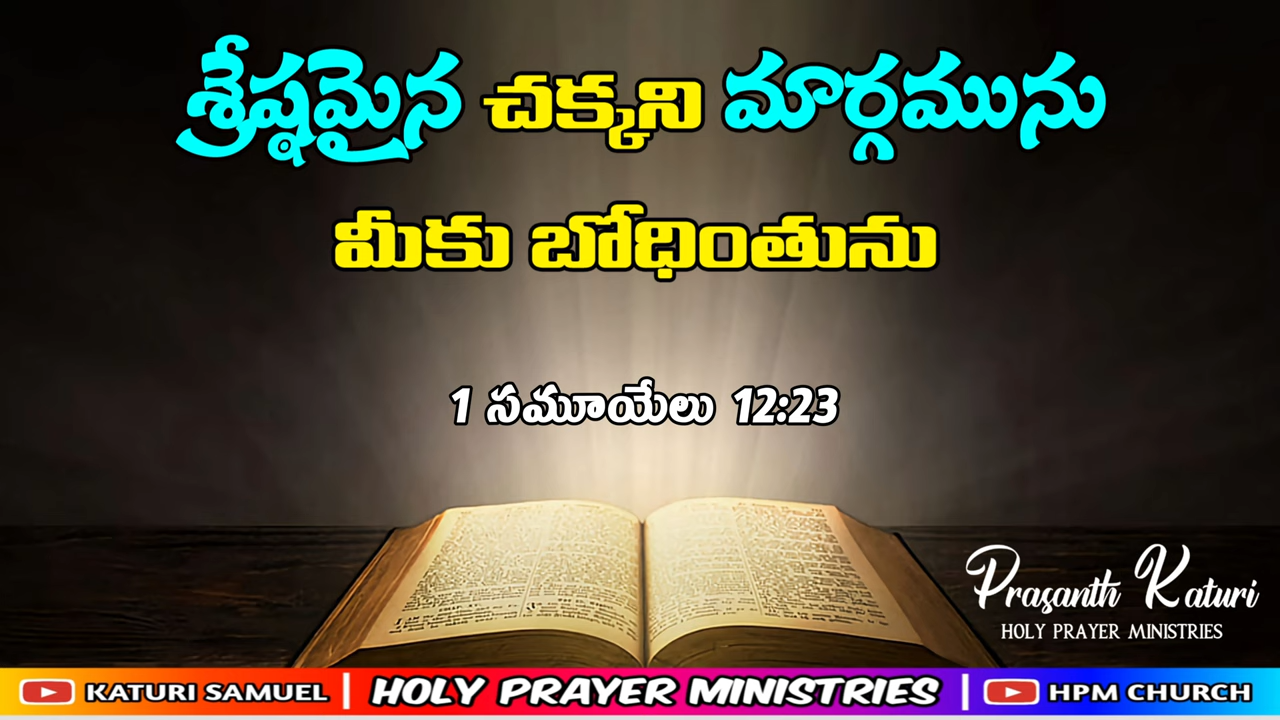 శ్రేష్ఠమైన చక్కని మార్గమును
మీకు బోధింతును
1 సమూయేలు 12:23
Prasanth Katuri
HOLY PRAYER MINISTRIES
KATURI SAMUEL | HOLY PRAYER MINISTRIES | HPM CHURCH